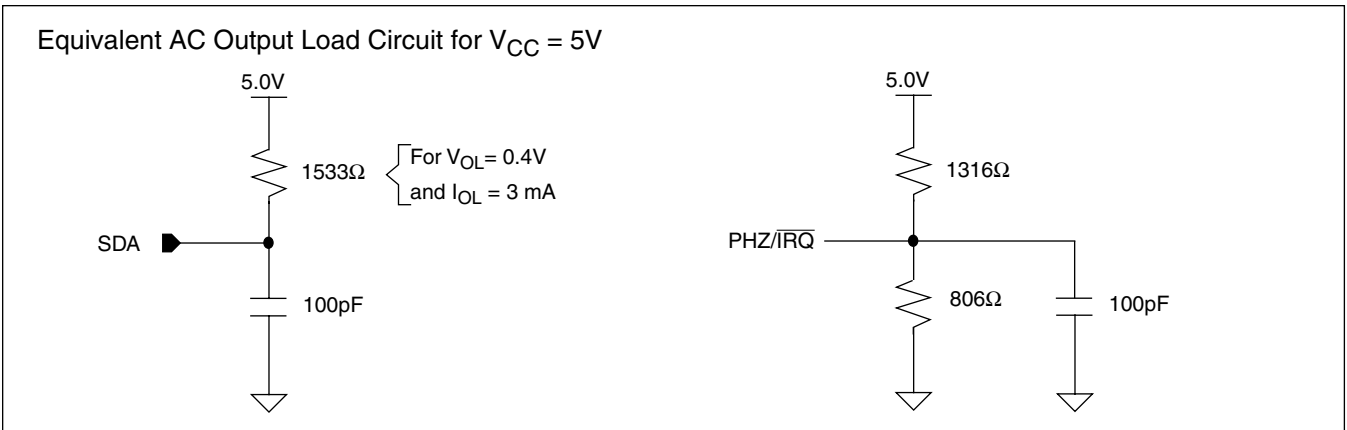 Equivalent AC Output Load Circuit for VCC = 5V
5.0V
1533Ω
For VOL= 0.4V
and IOL = 3 mA
SDA
100pF
5.0V
1316Ω
PHZ/I̅R̅Q̅
806Ω
100pF